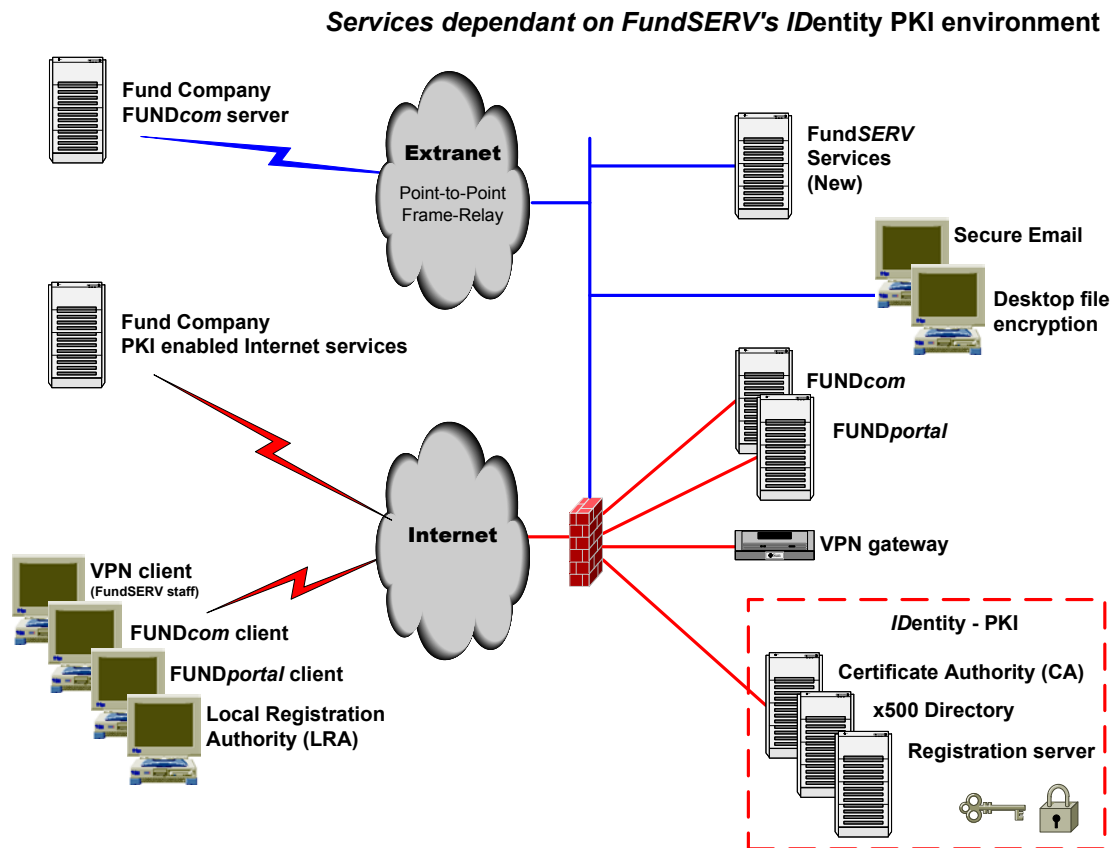 Services dependant on FundSERV's IDentity PKI environment
Fund Company
FUNDcom server
Extranet
Point-to-Point
Frame-Relay
FundSERV
Services
(New)
Secure Email
Desktop file
encryption
Fund Company
PKI enabled Internet services
FUNDcom
FUNDportal
Internet
VPN gateway
VPN client
(FundSERV staff)
FUNDcom client
FUNDportal client
Local Registration
Authority (LRA)
IDentity - PKI
Certificate Authority (CA)
x500 Directory
Registration server